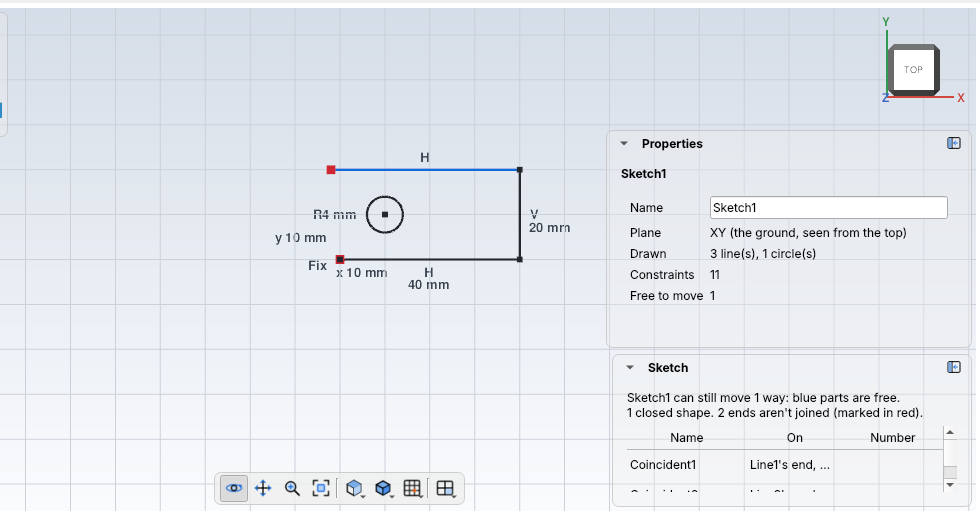 Y
TOP
Z
X
H
R4 mm
V
20 mm
y 10 mm
Fix
x 10 mm
H
40 mm
Properties
Sketch1
Name Sketch1
Plane XY (the ground, seen from the top)
Drawn 3 line(s), 1 circle(s)
Constraints 11
Free to move 1
Sketch
Sketch1 can still move 1 way: blue parts are free.
1 closed shape. 2 ends aren't joined (marked in red).
Name On Number
Coincident1 Line1's end, ...